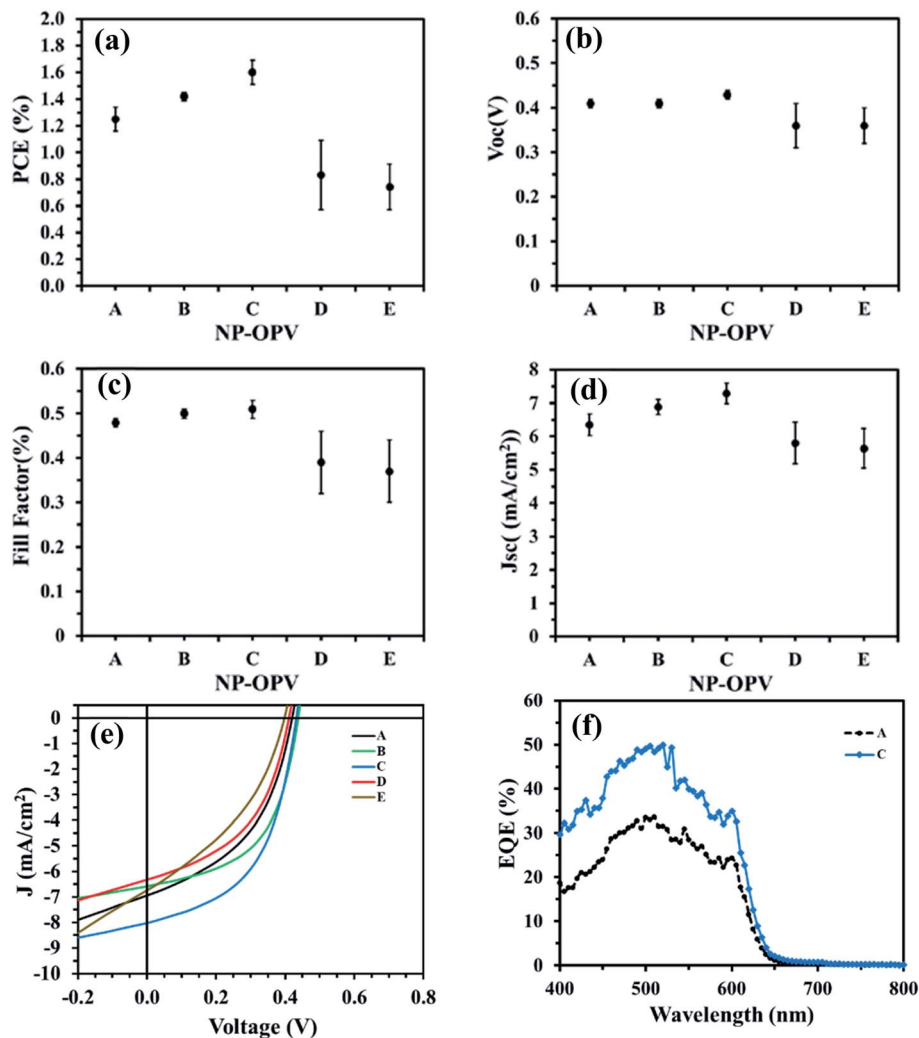 (a)
PCE (%)
2.0
1.8
1.6
1.4
1.2
1.0
0.8
0.6
0.4
0.2
0.0
A B C D E
NP-OPV
(b)
Voc(V)
0.6
0.5
0.4
0.3
0.2
0.1
0
A B C D E
NP-OPV
(c)
Fill Factor(%)
0.6
0.5
0.4
0.3
0.2
0.1
0
A B C D E
NP-OPV
(d)
Jsc( (mA/cm²))
8
7
6
5
4
3
2
1
0
A B C D E
NP-OPV
(e)
J (mA/cm²)
0
-1
-2
-3
-4
-5
-6
-7
-8
-9
-10
A
B
C
D
E
-0.2 0.0 0.2 0.4 0.6 0.8
Voltage (V)
(f)
EQE (%)
60
50
40
30
20
10
0
A
C
400 500 600 700 800
Wavelength (nm)